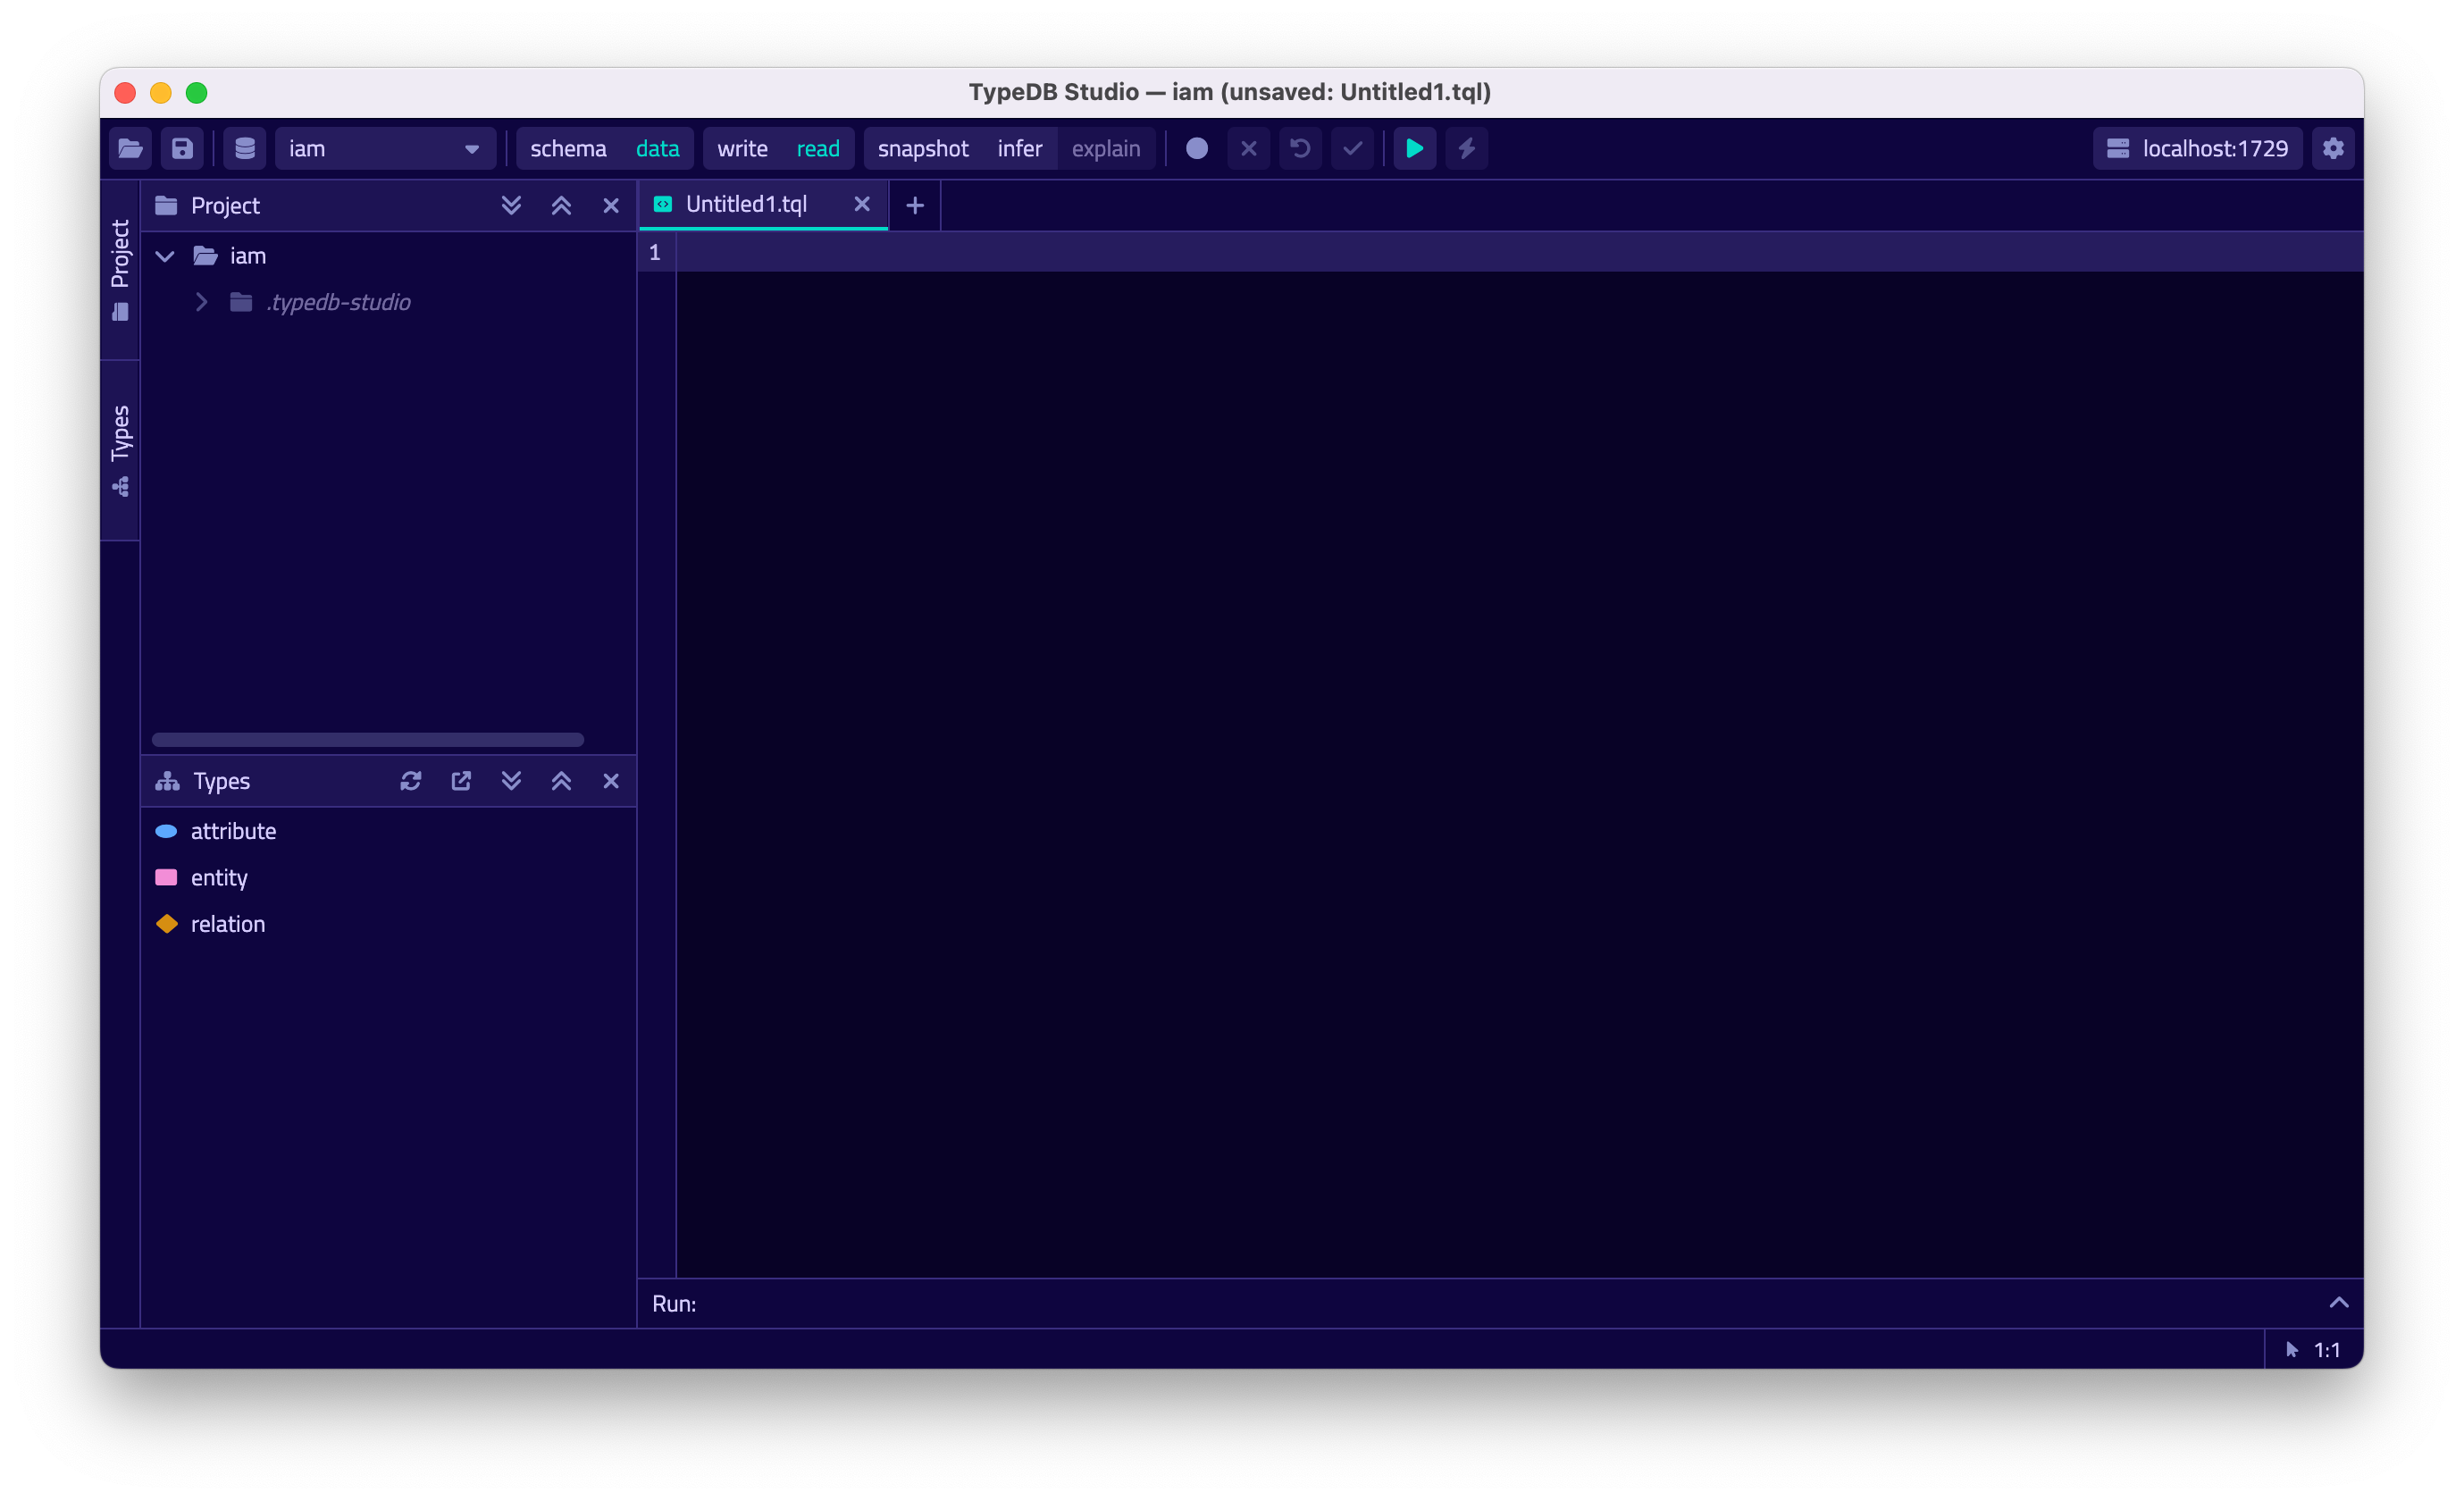 TypeDB Studio — iam (unsaved: Untitled1.tql)
iam schema data write read snapshot infer explain localhost:1729
Project
Types
Project
iam
.typedb-studio
Types
attribute
entity
relation
Untitled1.tql
1
Run:
1:1